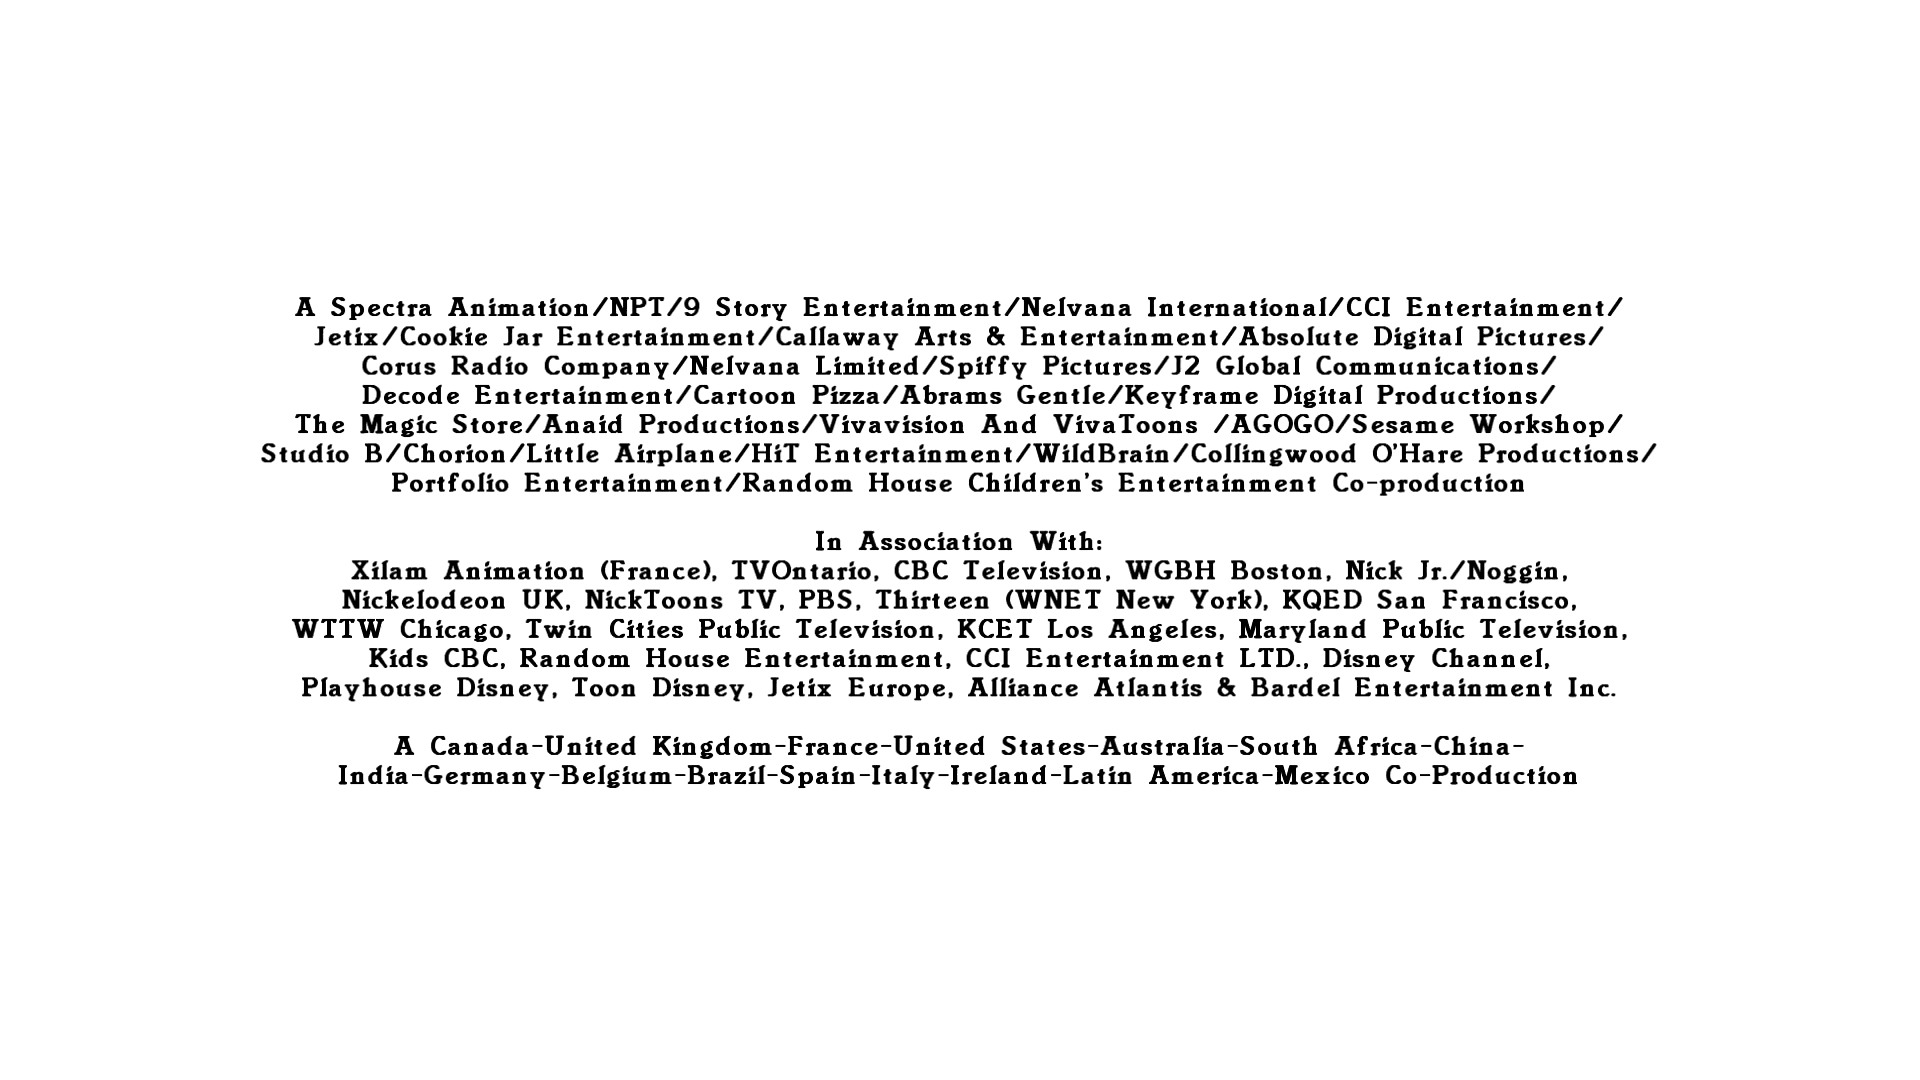 A Spectra Animation/NPT/9 Story Entertainment/Nelvana International/CCI Entertainment/
Jetix/Cookie Jar Entertainment/Callaway Arts & Entertainment/Absolute Digital Pictures/
Corus Radio Company/Nelvana Limited/Spiffy Pictures/J2 Global Communications/
Decode Entertainment/Cartoon Pizza/Abrams Gentle/Keyframe Digital Productions/
The Magic Store/Anaid Productions/Vivavision And VivaToons /AGOGO/Sesame Workshop/
Studio B/Chorion/Little Airplane/HiT Entertainment/WildBrain/Collingwood O'Hare Productions/
Portfolio Entertainment/Random House Children's Entertainment Co-production
In Association With:
Xilam Animation (France), TVOntario, CBC Television, WGBH Boston, Nick Jr./Noggin,
Nickelodeon UK, NickToons TV, PBS, Thirteen (WNET New York), KQED San Francisco,
WTTW Chicago, Twin Cities Public Television, KCET Los Angeles, Maryland Public Television,
Kids CBC, Random House Entertainment, CCI Entertainment LTD., Disney Channel,
Playhouse Disney, Toon Disney, Jetix Europe, Alliance Atlantis & Bardel Entertainment Inc.
A Canada-United Kingdom-France-United States-Australia-South Africa-China-
India-Germany-Belgium-Brazil-Spain-Italy-Ireland-Latin America-Mexico Co-Production